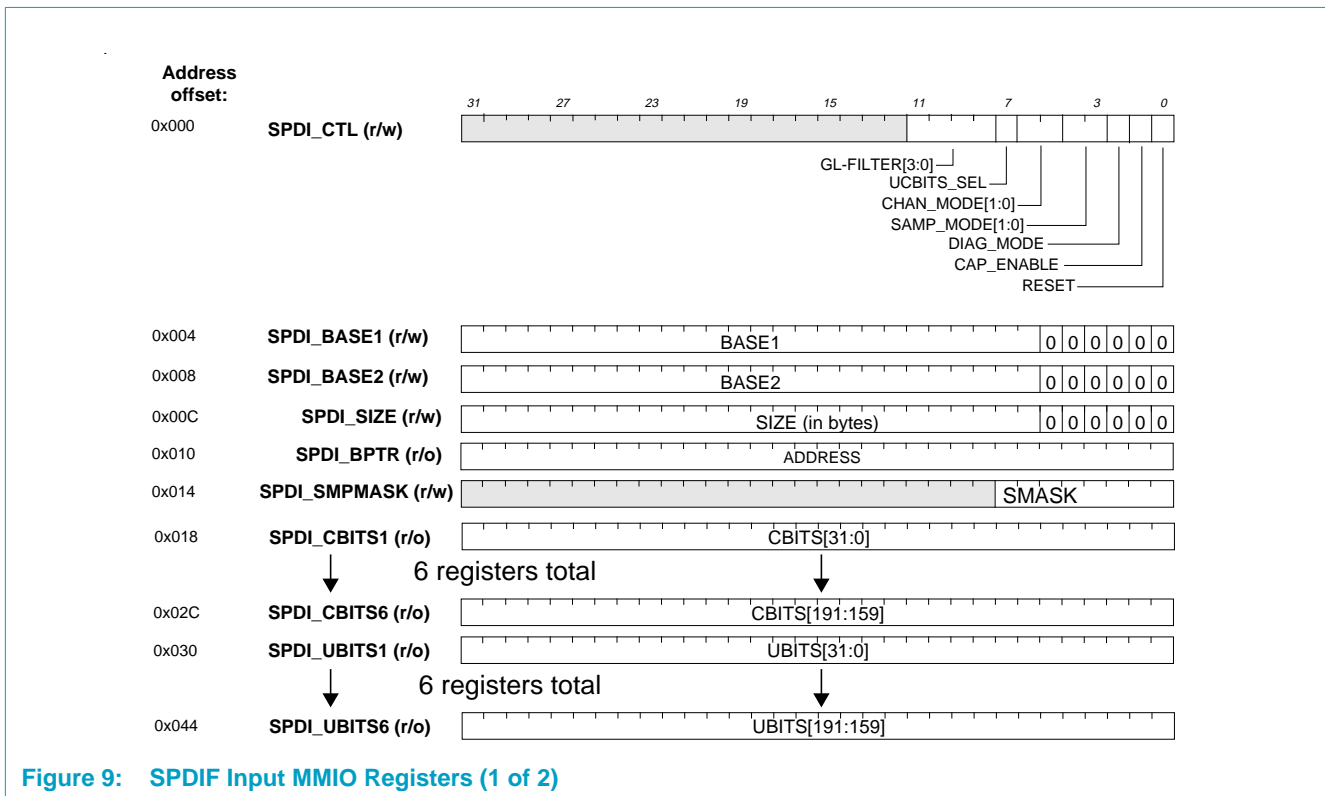 Address
offset:
31 27 23 19 15 11 7 3 0
0x000 SPDI_CTL (r/w)
GL-FILTER[3:0]
UCBITS_SEL
CHAN_MODE[1:0]
SAMP_MODE[1:0]
DIAG_MODE
CAP_ENABLE
RESET
0x004 SPDI_BASE1 (r/w) BASE1 0 0 0 0 0 0
0x008 SPDI_BASE2 (r/w) BASE2 0 0 0 0 0 0
0x00C SPDI_SIZE (r/w) SIZE (in bytes) 0 0 0 0 0 0
0x010 SPDI_BPTR (r/o) ADDRESS
0x014 SPDI_SMPMASK (r/w) SMASK
0x018 SPDI_CBITS1 (r/o) CBITS[31:0]
6 registers total
0x02C SPDI_CBITS6 (r/o) CBITS[191:159]
0x030 SPDI_UBITS1 (r/o) UBITS[31:0]
6 registers total
0x044 SPDI_UBITS6 (r/o) UBITS[191:159]
Figure 9: SPDIF Input MMIO Registers (1 of 2)